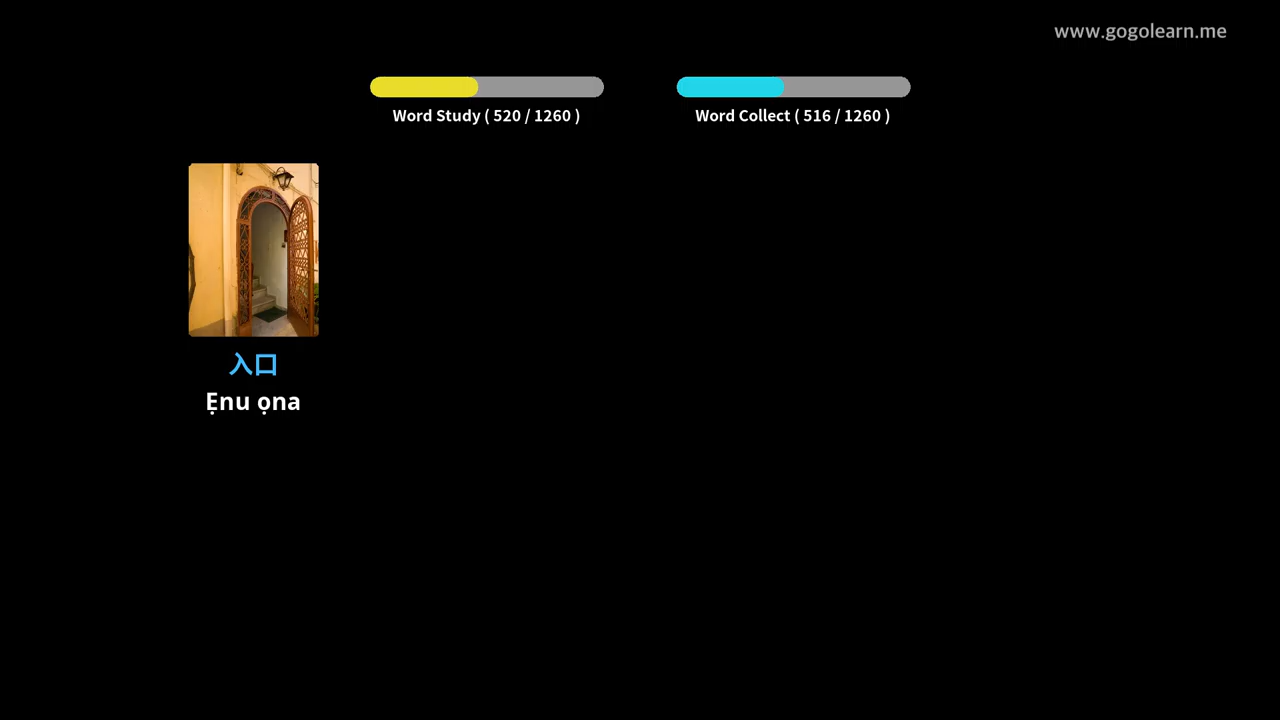 www.gogolearn.me
Word Study ( 520 / 1260 )
Word Collect ( 516 / 1260 )
入口
Ẹnu ọna